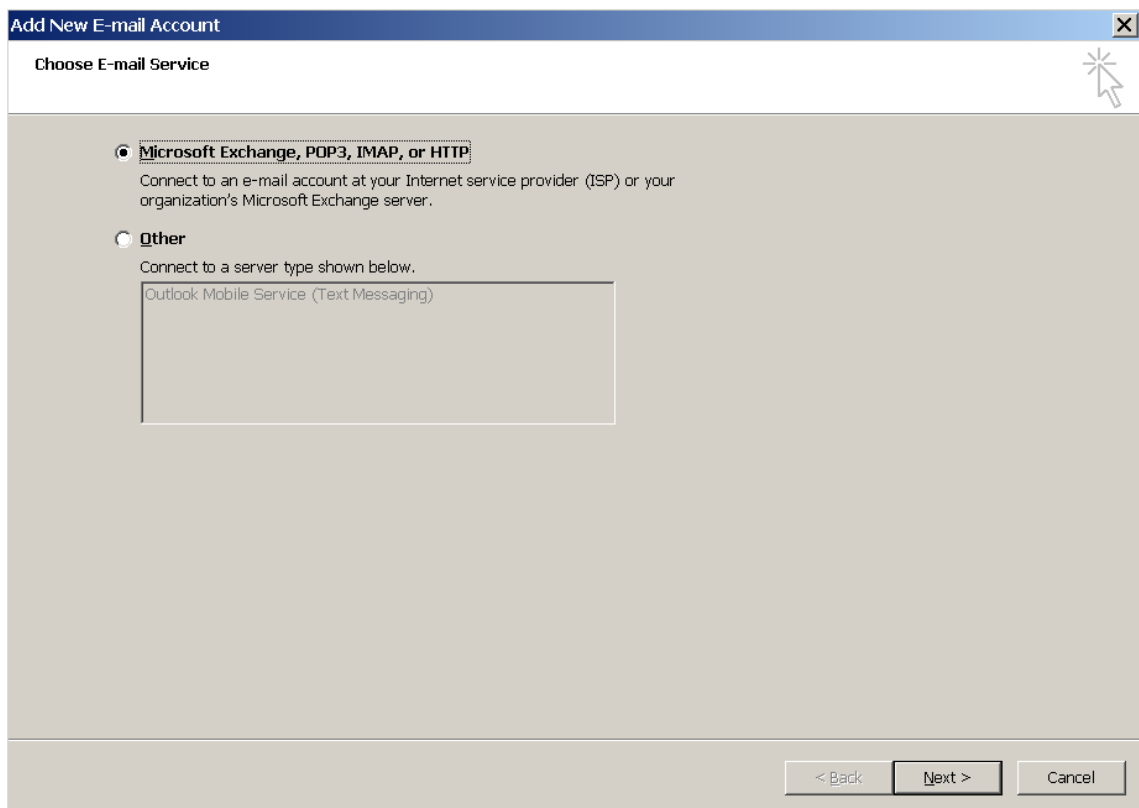 Add New E-mail Account
Choose E-mail Service
Microsoft Exchange, POP3, IMAP, or HTTP
Connect to an e-mail account at your Internet service provider (ISP) or your
organization's Microsoft Exchange server.
Other
Connect to a server type shown below.
Outlook Mobile Service (Text Messaging)
< Back Next > Cancel